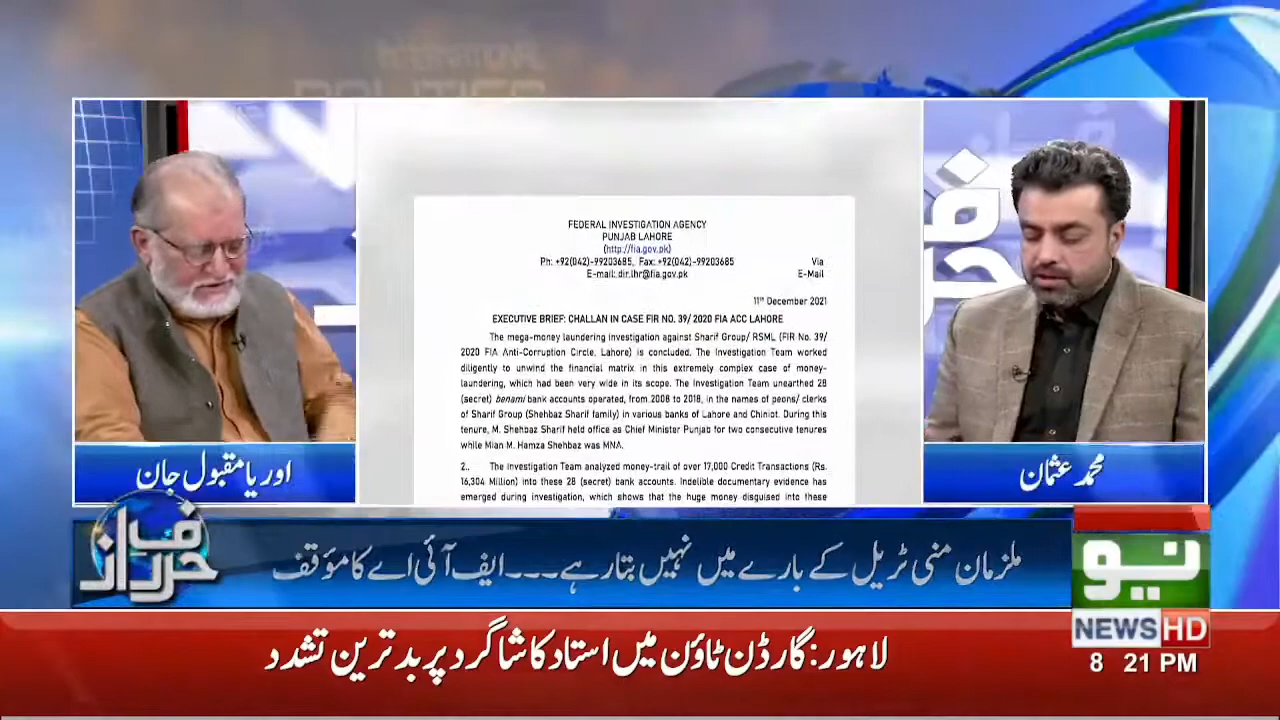 FEDERAL INVESTIGATION AGENCY
PUNJAB LAHORE
(http://fia.gov.pk)
Ph: +92(042)-99203685, Fax: +92(042)-99203685
Via
E-mail: dir.lhr@fia.gov.pk
E-Mail
11th December 2021
EXECUTIVE BRIEF: CHALLAN IN CASE FIR NO. 39/ 2020 FIA ACC LAHORE
The mega-money laundering investigation against Sharif Group/ RSML (FIR No. 39/
2020 FIA Anti-Corruption Circle, Lahore) is concluded. The Investigation Team worked
diligently to unwind the financial matrix in this extremely complex case of money-
laundering, which had been very wide in its scope. The Investigation Team unearthed 28
(secret) benami bank accounts operated, from 2008 to 2018, in the names of peons/ clerks
of Sharif Group (Shehbaz Sharif family) in various banks of Lahore and Chiniot. During this
tenure, M. Shehbaz Sharif held office as Chief Minister Punjab for two consecutive tenures
while Mian M. Hamza Shehbaz was MNA.
2.. The Investigation Team analyzed money-trail of over 17,000 Credit Transactions (Rs.
16,304 Million) into these 28 (secret) bank accounts. Indelible documentary evidence has
emerged during investigation, which shows that the huge money disguised into these
اوریا مقبول جان
محمد عثمان
حرف راز
ملزمان منی ٹریل کے بارے میں نہیں بتا رہے۔۔۔ایف آئی اے کا مؤقف
نیو
NEWS HD
لاہور: گارڈن ٹاؤن میں استاد کا شاگرد پر بدترین تشدد
8 21 PM